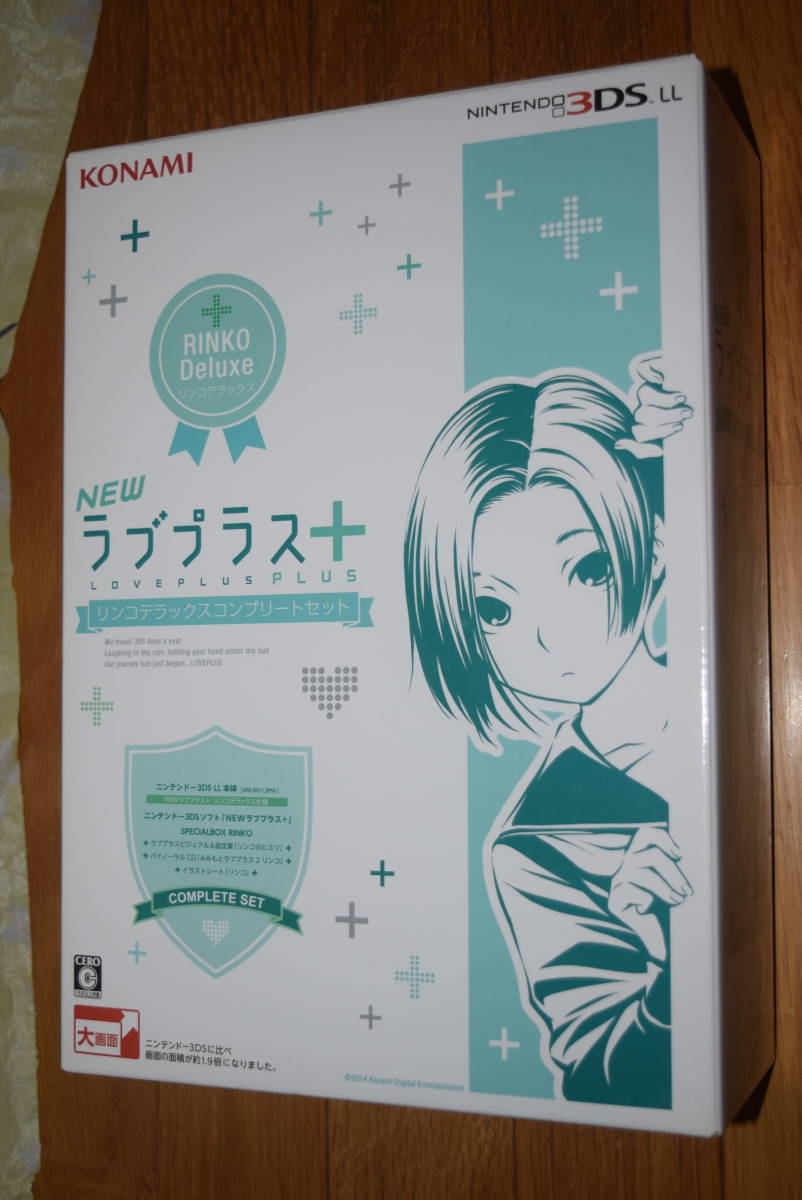 NINTENDO 3DS LL
KONAMI
RINKO
Deluxe
リンコデラックス
NEW
ラブプラス+
LOVEPLUS PLUS
リンコデラックスコンプリートセット
We travel 365 days a year
Laughing in the rain, holding your hand under the sun
Our journey has just begun...LOVEPLUS
ニンテンドー3DS LL 本体 [SPR-001(JPN)]
NEWラブプラス+ リンコデラックス仕様
ニンテンドー3DSソフト「NEWラブプラス+」
SPECIALBOX RINKO
+ ラブプラスビジュアル&設定集「リンコのヒミツ」 +
+ バイノーラルCD「みみもとラブプラス2 リンコ」 +
+ イラストシート「リンコ」 +
COMPLETE SET
CERO
C
大画面
ニンテンドー3DSに比べ
画面の面積が約1.9倍になりました。
©2014 Konami Digital Entertainment